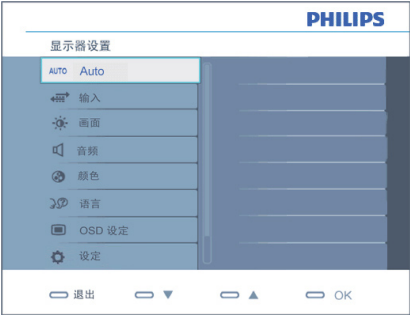 PHILIPS
显示器设置
AUTO Auto
输入
画面
音频
颜色
语言
OSD 设定
设定
退出 ▼ ▲ OK